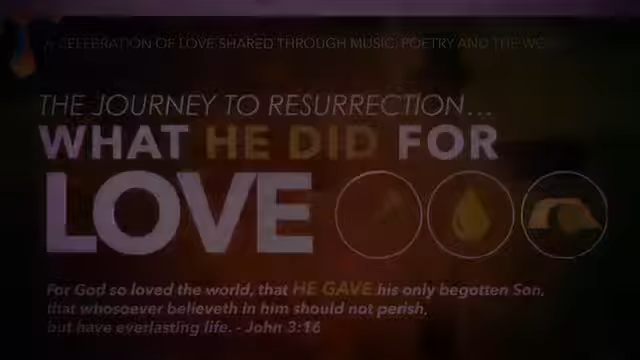 A CELEBRATION OF LOVE SHARED THROUGH MUSIC, POETRY AND THE
THE JOURNEY TO RESURRECTION...
WHAT HE DID FOR
LOVE
For God so loved the world, that HE GAVE his only begotten Son,
that whosoever believeth in him should not perish,
but have everlasting life. - John 3:16